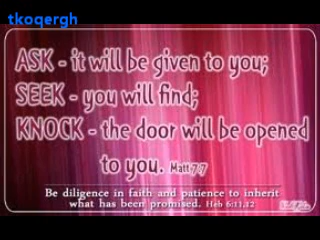 tkoqergh
ASK - it will be given to you;
SEEK - you will find;
KNOCK - the door will be opened
to you. Matt 7:7
Be diligence in faith and patience to inherit
what has been promised. Heb 6:11,12